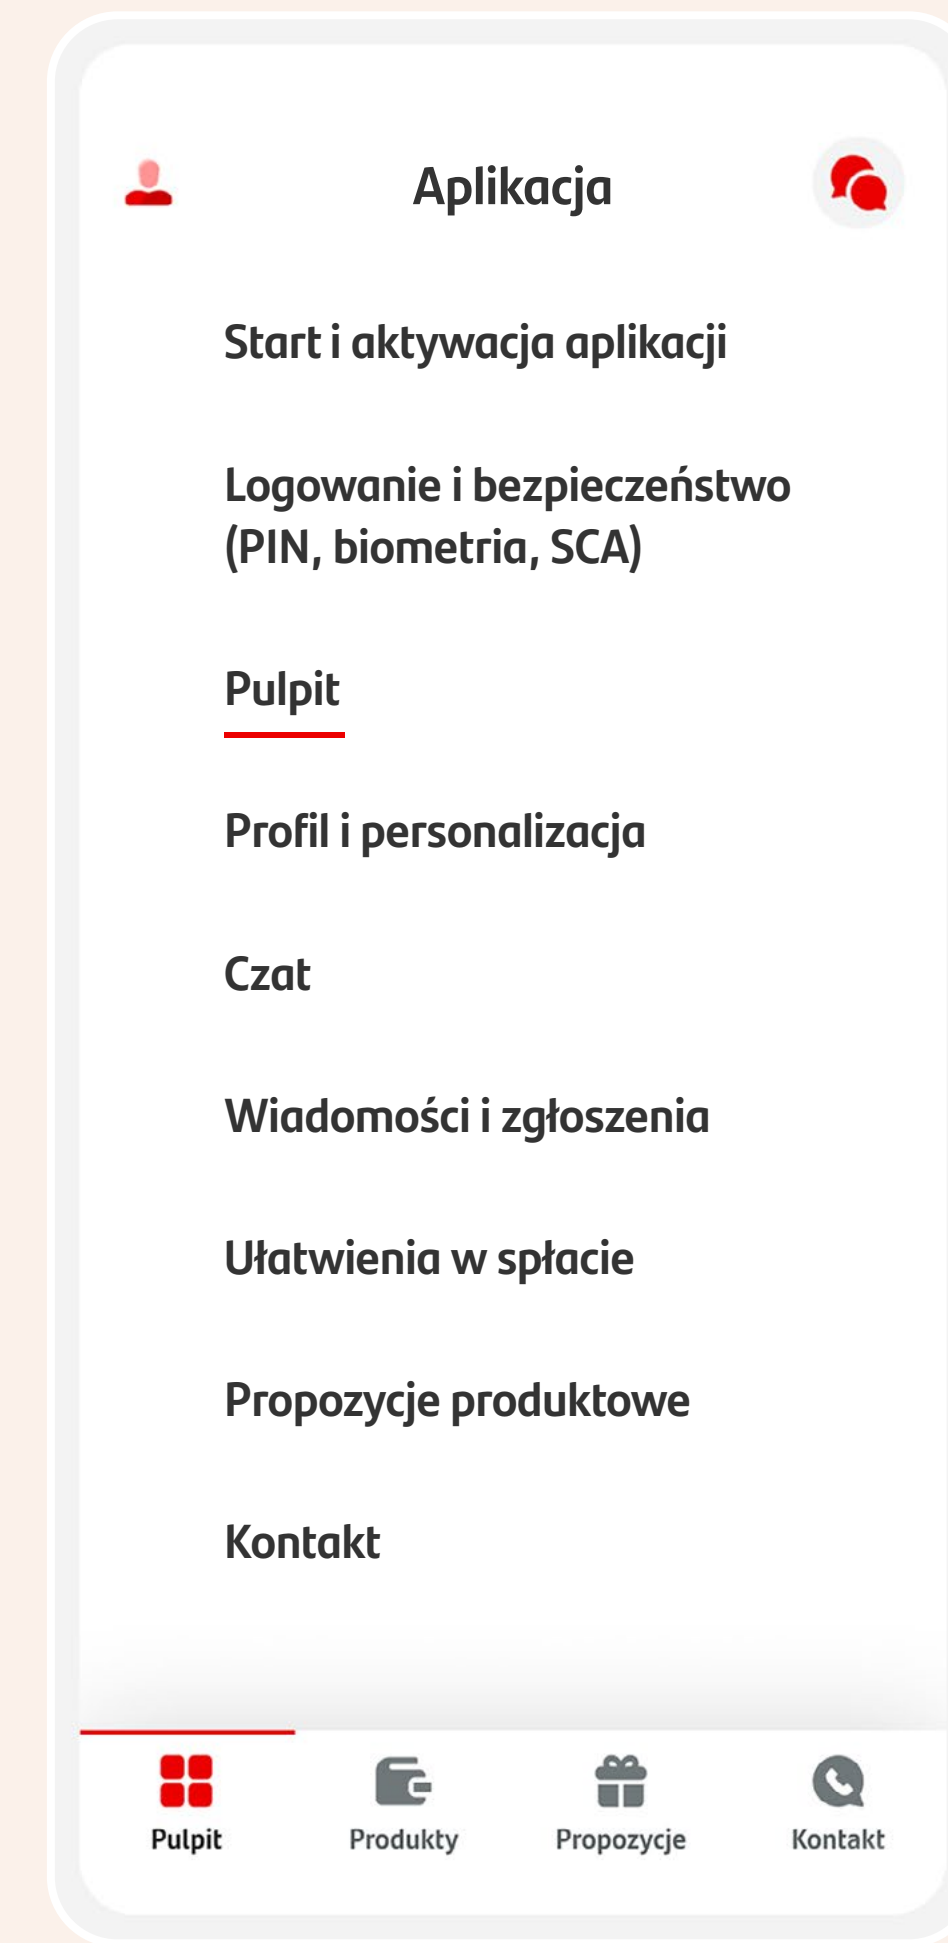 Aplikacja
Start i aktywacja aplikacji
Logowanie i bezpieczeństwo
(PIN, biometria, SCA)
Pulpit
Profil i personalizacja
Czat
Wiadomości i zgłoszenia
Ułatwienia w spłacie
Propozycje produktowe
Kontakt
Pulpit
Produkty
Propozycje
Kontakt